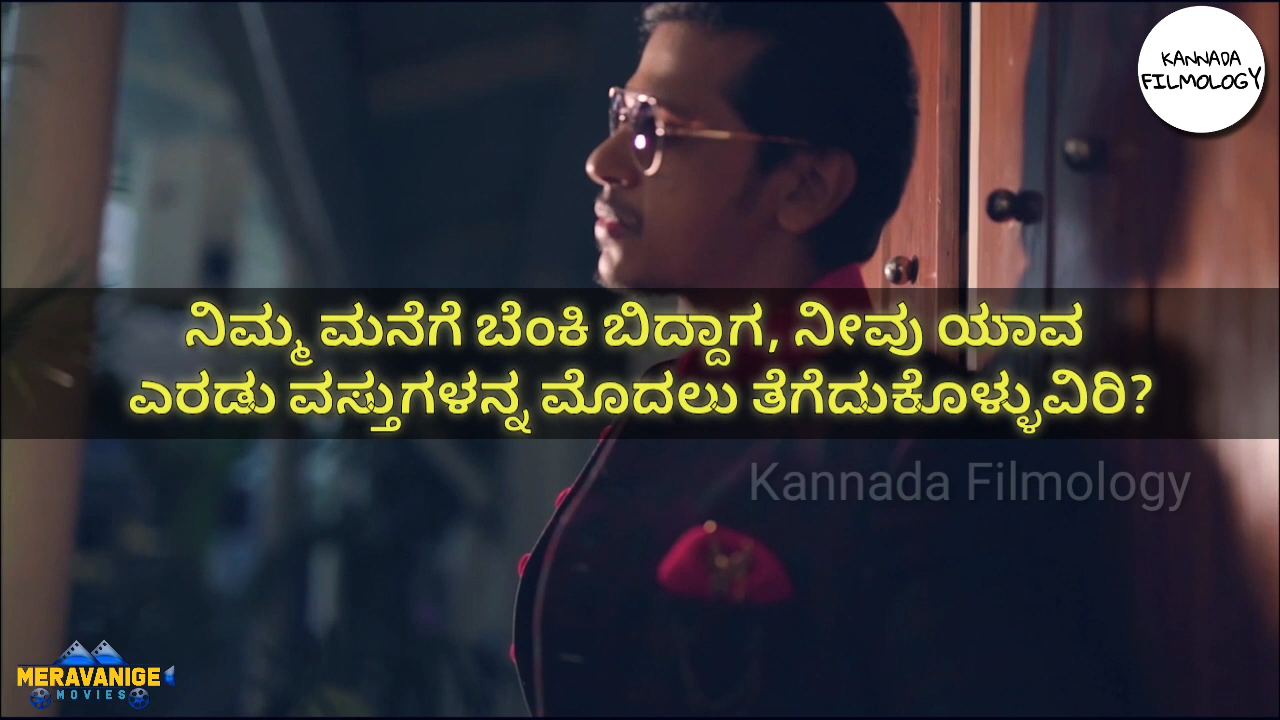 KANNADA
FILMOLOGY
ನಿಮ್ಮ ಮನೆಗೆ ಬೆಂಕಿ ಬಿದ್ದಾಗ, ನೀವು ಯಾವ
ಎರಡು ವಸ್ತುಗಳನ್ನ ಮೊದಲು ತೆಗೆದುಕೊಳ್ಳುವಿರಿ?
Kannada Filmology
MERAVANIGE
MOVIES